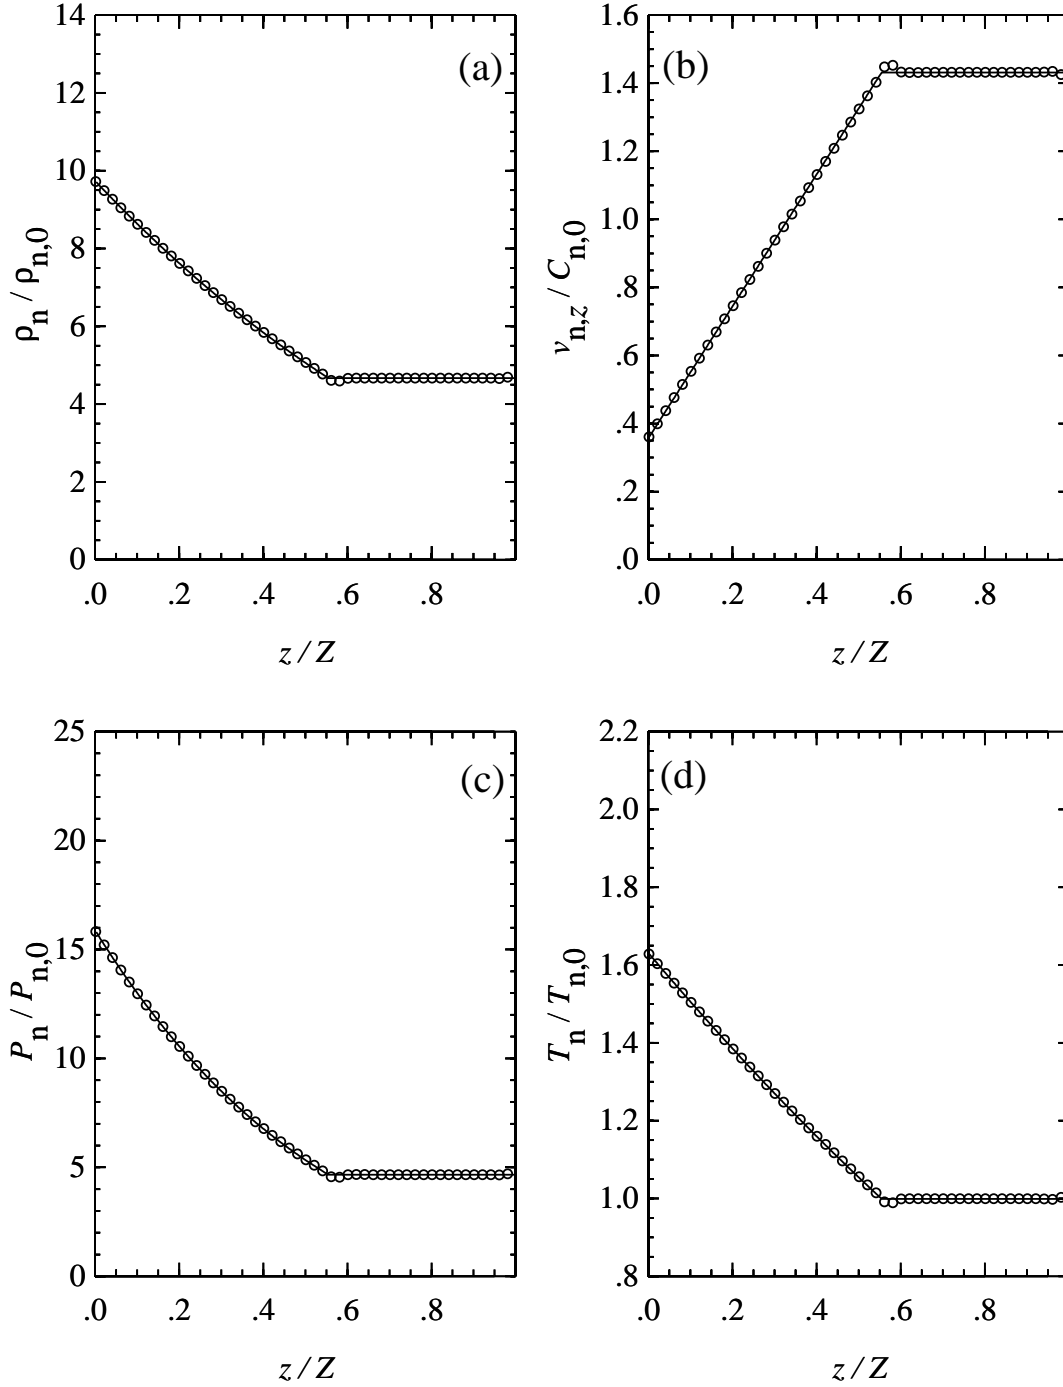 14
12
10
8
6
4
2
0
ρn / ρn,0
(a)
.0 .2 .4 .6 .8
z / Z
1.6
1.4
1.2
1.0
.8
.6
.4
.2
.0
vn,z / Cn,0
(b)
.0 .2 .4 .6 .8
z / Z
25
20
15
10
5
0
Pn / Pn,0
(c)
.0 .2 .4 .6 .8
z / Z
2.2
2.0
1.8
1.6
1.4
1.2
1.0
.8
Tn / Tn,0
(d)
.0 .2 .4 .6 .8
z / Z